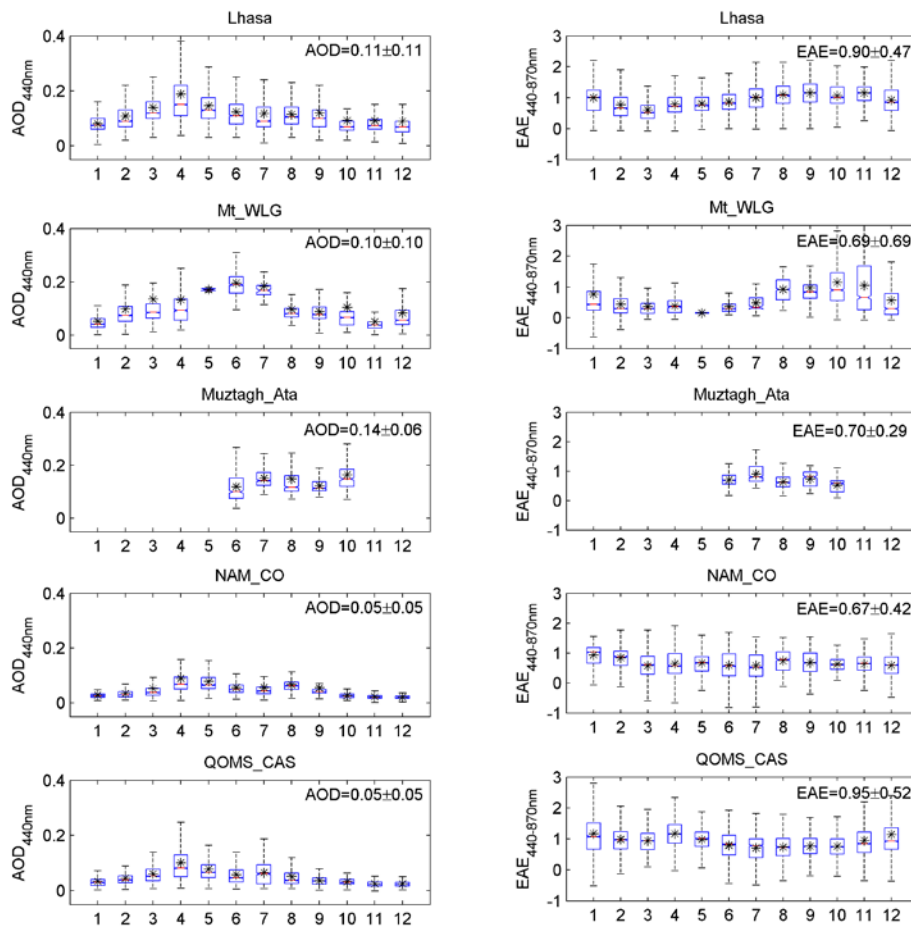 Lhasa
AOD=0.11±0.11
AOD440nm
0.4
0.2
0
1 2 3 4 5 6 7 8 9 10 11 12
Lhasa
EAE=0.90±0.47
EAE440-870nm
3
2
1
0
-1
1 2 3 4 5 6 7 8 9 10 11 12
Mt_WLG
AOD=0.10±0.10
AOD440nm
0.4
0.2
0
1 2 3 4 5 6 7 8 9 10 11 12
Mt_WLG
EAE=0.69±0.69
EAE440-870nm
3
2
1
0
-1
1 2 3 4 5 6 7 8 9 10 11 12
Muztagh_Ata
AOD=0.14±0.06
AOD440nm
0.4
0.2
0
1 2 3 4 5 6 7 8 9 10 11 12
Muztagh_Ata
EAE=0.70±0.29
EAE440-870nm
3
2
1
0
-1
1 2 3 4 5 6 7 8 9 10 11 12
NAM_CO
AOD=0.05±0.05
AOD440nm
0.4
0.2
0
1 2 3 4 5 6 7 8 9 10 11 12
NAM_CO
EAE=0.67±0.42
EAE440-870nm
3
2
1
0
-1
1 2 3 4 5 6 7 8 9 10 11 12
QOMS_CAS
AOD=0.05±0.05
AOD440nm
0.4
0.2
0
1 2 3 4 5 6 7 8 9 10 11 12
QOMS_CAS
EAE=0.95±0.52
EAE440-870nm
3
2
1
0
-1
1 2 3 4 5 6 7 8 9 10 11 12